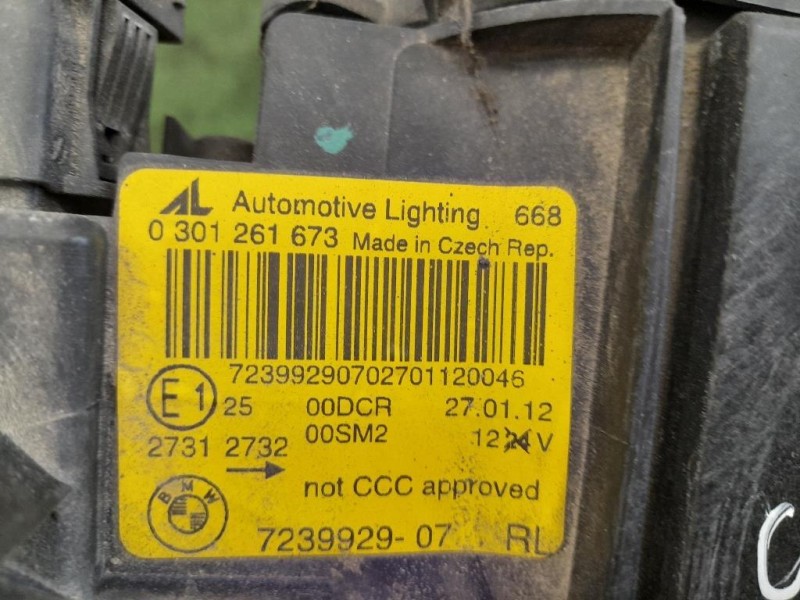 AL Automotive Lighting 668
0 301 261 673 Made in Czech Rep.
72399290702701120046
E1 25 00DCR 27.01.12
2731 2732 00SM2 12 24 V
not CCC approved
BMW
7239929-07 RL